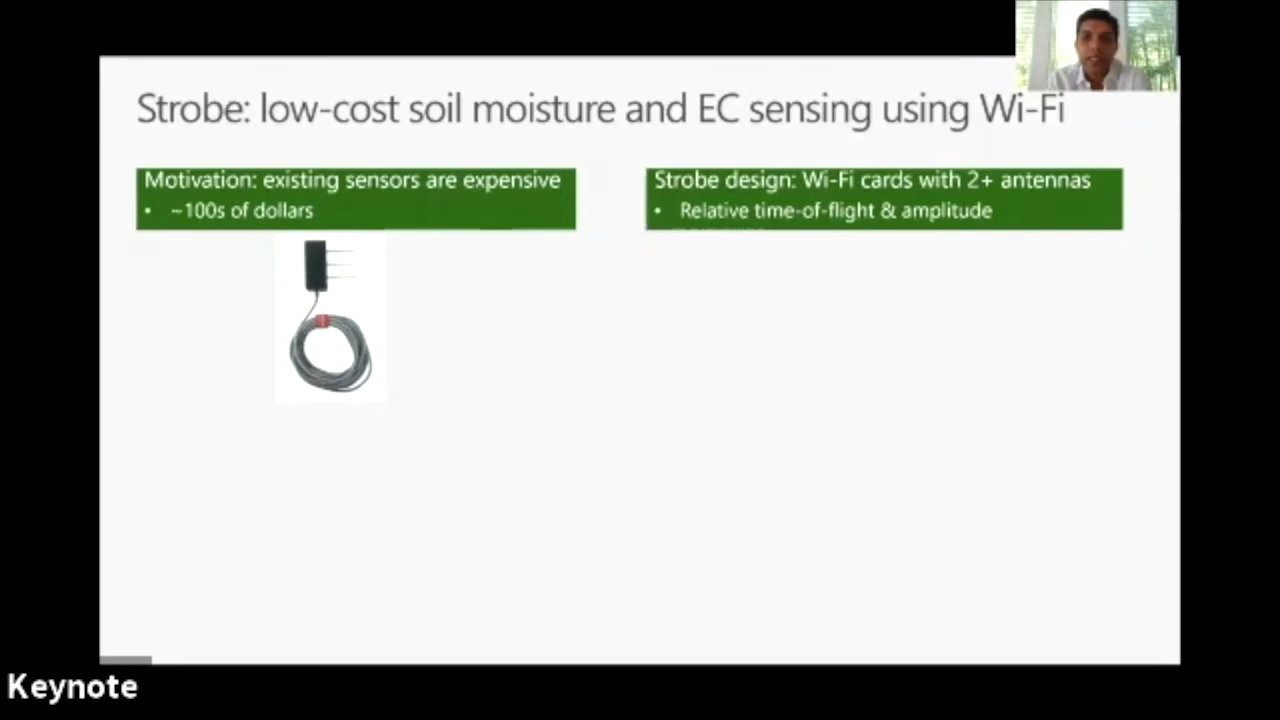 Strobe: low-cost soil moisture and EC sensing using Wi-Fi
Motivation: existing sensors are expensive
• ~100s of dollars
Strobe design: Wi-Fi cards with 2+ antennas
• Relative time-of-flight & amplitude
Keynote